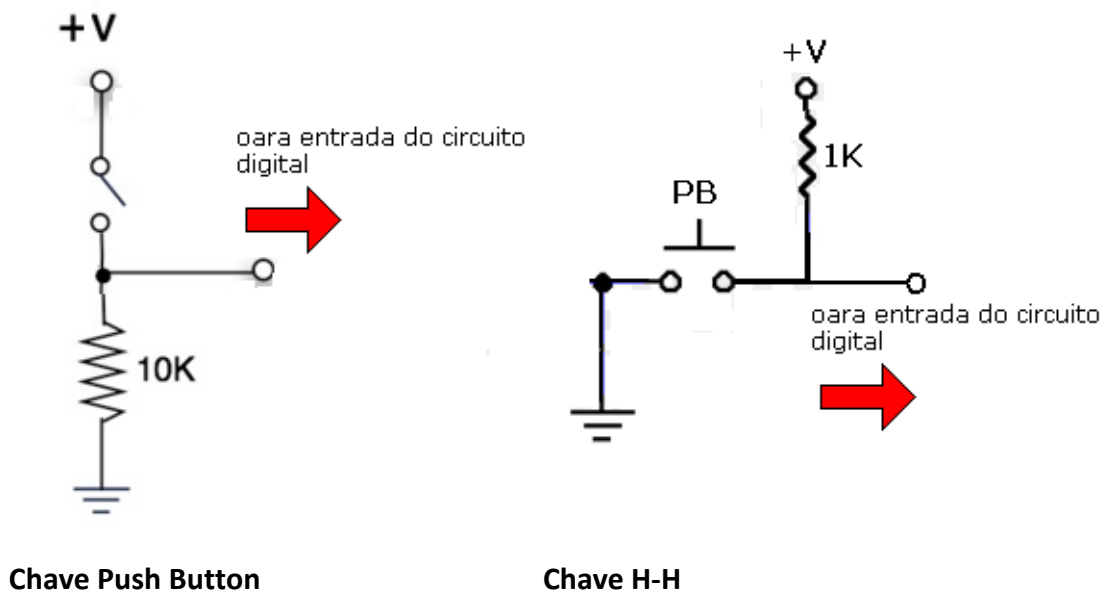 +V
oara entrada do circuito
digital
10K
+V
1K
PB
oara entrada do circuito
digital
Chave Push Button
Chave H-H